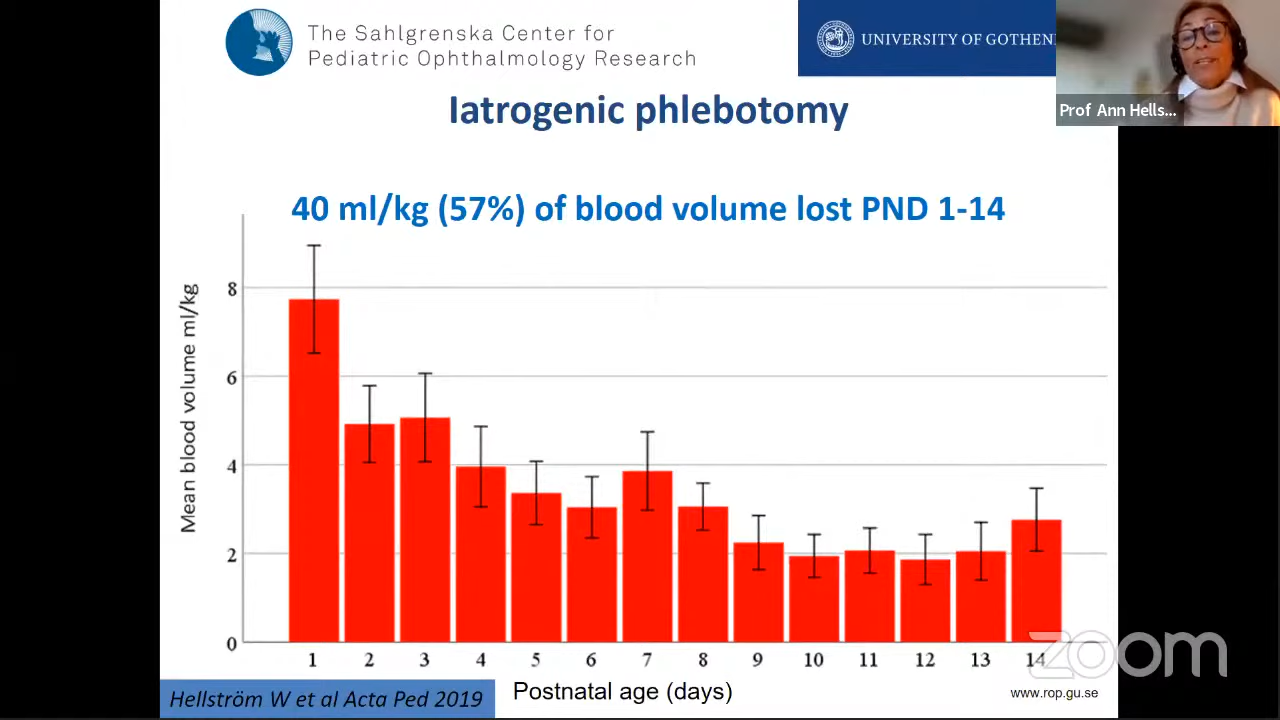 The Sahlgrenska Center for
Pediatric Ophthalmology Research
UNIVERSITY OF GOTHEN
Prof Ann Hells...
Iatrogenic phlebotomy
40 ml/kg (57%) of blood volume lost PND 1-14
Mean blood volume ml/kg
8
6
4
2
0
1 2 3 4 5 6 7 8 9 10 11 12 13 14
zoom
Postnatal age (days)
Hellström W et al Acta Ped 2019
www.rop.gu.se